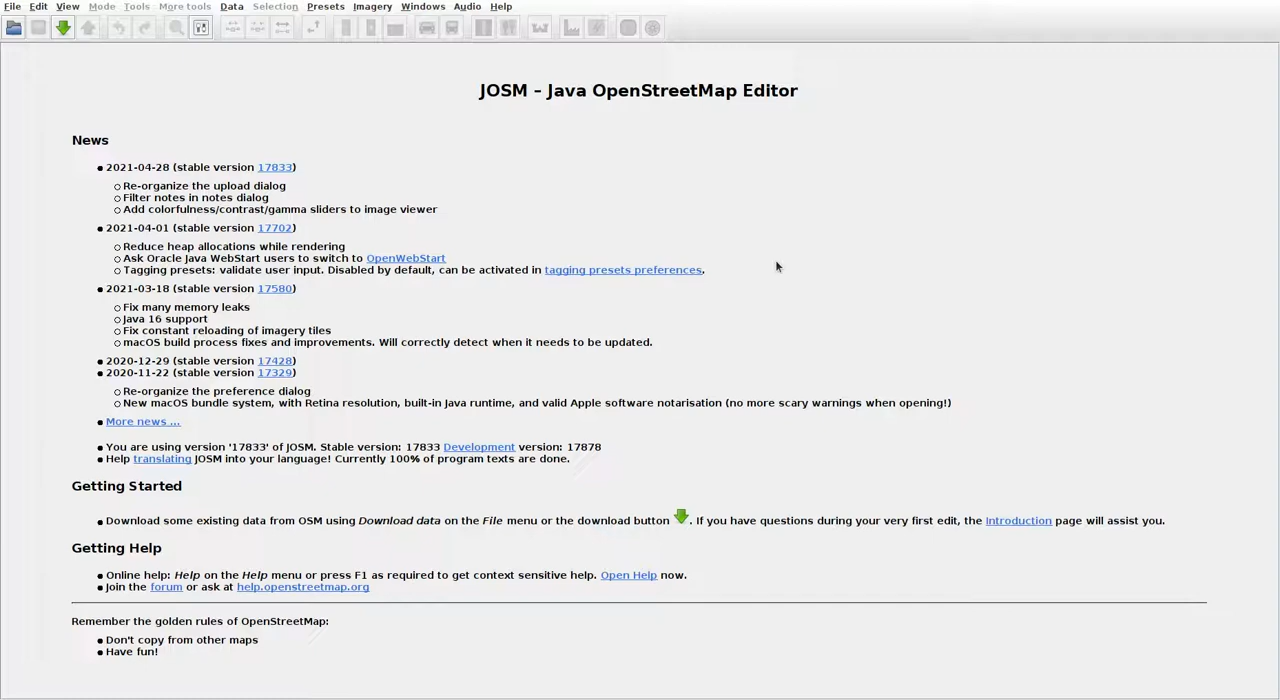 File Edit View Mode Tools More tools Selection Data Presets Imagery Windows Audio Help
JOSM – Java OpenStreetMap Editor
News
2021-04-28 (stable version 17833)
Re-organize the upload dialog
Filter notes in notes dialog
Add colorfulness/contrast/gamma sliders to image viewer
2021-04-01 (stable version 17702)
Reduce heap allocations while rendering
Ask Oracle Java WebStart users to switch to OpenWebStart
Tagging presets: validate user input. Disabled by default, can be activated in tagging presets preferences.
2021-03-18 (stable version 17580)
Fix many memory leaks
Java 16 support
Fix constant reloading of imagery tiles
macOS build process fixes and improvements. Will correctly detect when it needs to be updated.
2020-12-29 (stable version 17428)
2020-11-22 (stable version 17329)
Re-organize the preference dialog
New macOS bundle system, with Retina resolution, built-in Java runtime, and valid Apple software notarisation (no more scary warnings when opening!)
More news ...
You are using version '17833' of JOSM. Stable version: 17833 Development version: 17878
Help translating JOSM into your language! Currently 100% of program texts are done.
Getting Started
Download some existing data from OSM using Download data on the File menu or the download button . If you have questions during your very first edit, the Introduction page will assist you.
Getting Help
Online help: Help on the Help menu or press F1 as required to get context sensitive help. Open Help now.
Join the forum or ask at help.openstreetmap.org
Remember the golden rules of OpenStreetMap:
Don't copy from other maps
Have fun!